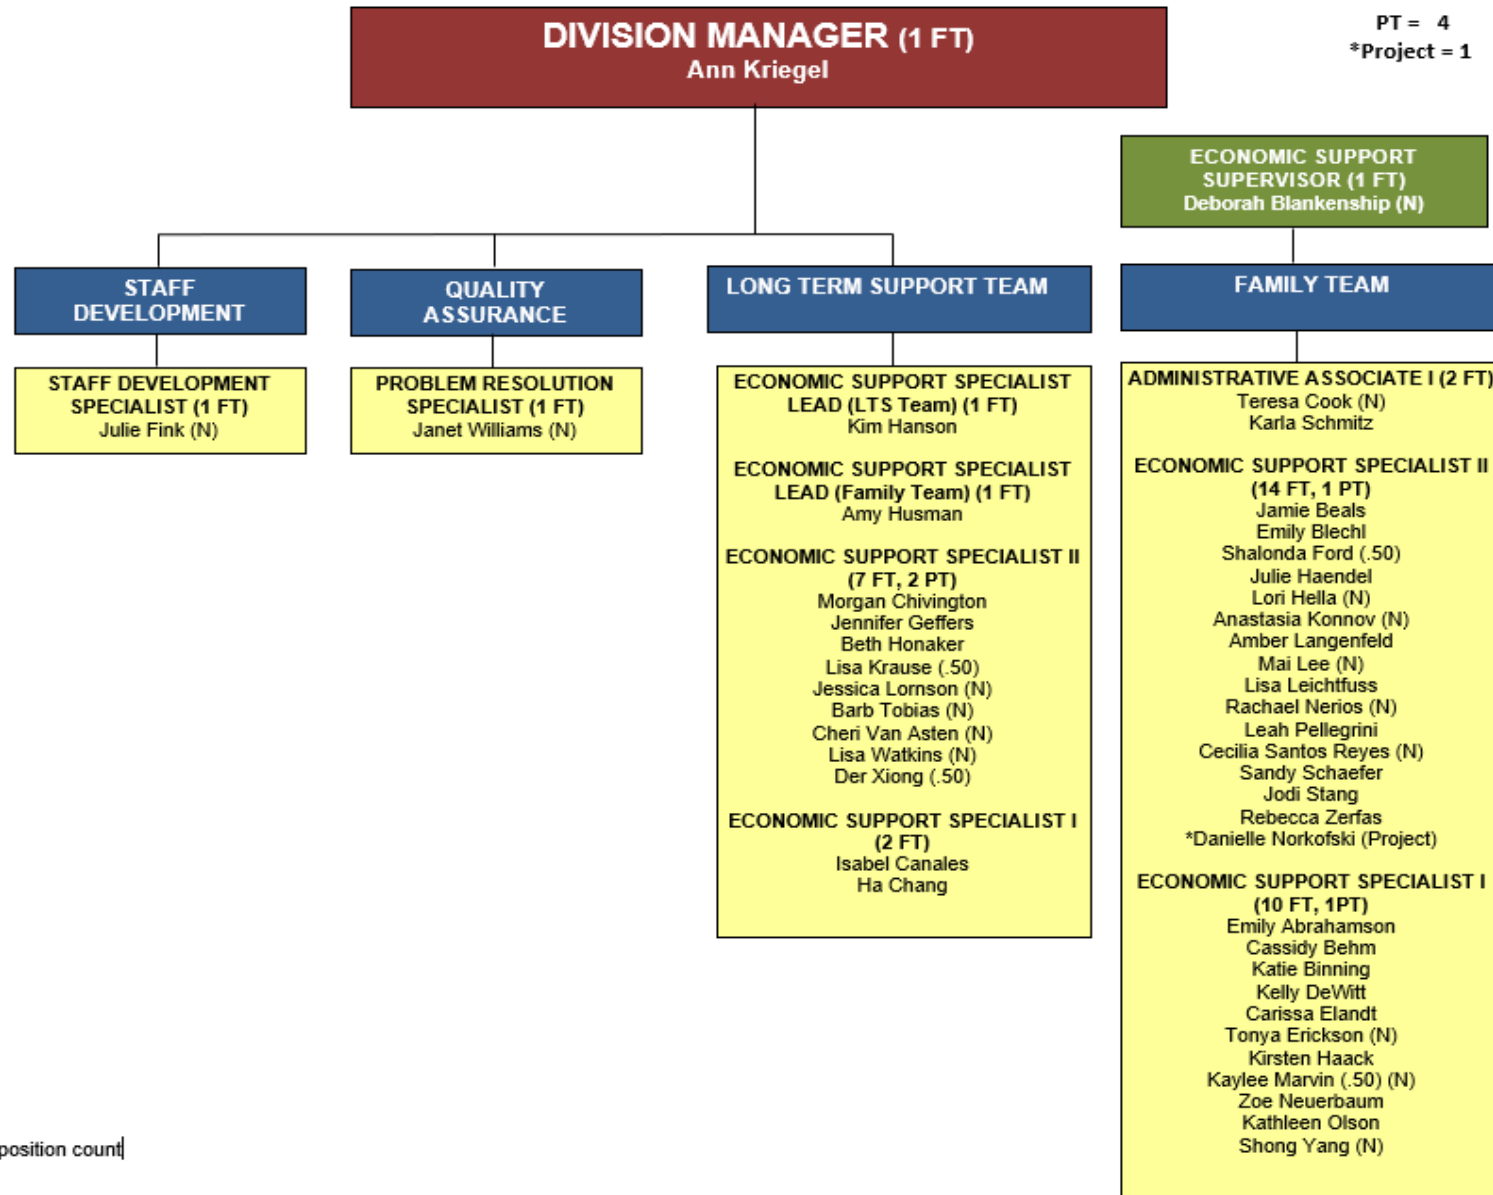 DIVISION MANAGER (1 FT)
Ann Kriegel
PT = 4
*Project = 1
ECONOMIC SUPPORT
SUPERVISOR (1 FT)
Deborah Blankenship (N)
STAFF
DEVELOPMENT
QUALITY
ASSURANCE
LONG TERM SUPPORT TEAM
FAMILY TEAM
STAFF DEVELOPMENT
SPECIALIST (1 FT)
Julie Fink (N)
PROBLEM RESOLUTION
SPECIALIST (1 FT)
Janet Williams (N)
ECONOMIC SUPPORT SPECIALIST
LEAD (LTS Team) (1 FT)
Kim Hanson
ECONOMIC SUPPORT SPECIALIST
LEAD (Family Team) (1 FT)
Amy Husman
ECONOMIC SUPPORT SPECIALIST II
(7 FT, 2 PT)
Morgan Chivington
Jennifer Geffers
Beth Honaker
Lisa Krause (.50)
Jessica Lornson (N)
Barb Tobias (N)
Cheri Van Asten (N)
Lisa Watkins (N)
Der Xiong (.50)
ECONOMIC SUPPORT SPECIALIST I
(2 FT)
Isabel Canales
Ha Chang
ADMINISTRATIVE ASSOCIATE I (2 FT)
Teresa Cook (N)
Karla Schmitz
ECONOMIC SUPPORT SPECIALIST II
(14 FT, 1 PT)
Jamie Beals
Emily Blechl
Shalonda Ford (.50)
Julie Haendel
Lori Hella (N)
Anastasia Konnov (N)
Amber Langenfeld
Mai Lee (N)
Lisa Leichtfuss
Rachael Nerios (N)
Leah Pellegrini
Cecilia Santos Reyes (N)
Sandy Schaefer
Jodi Stang
Rebecca Zerfas
*Danielle Norkofski (Project)
ECONOMIC SUPPORT SPECIALIST I
(10 FT, 1PT)
Emily Abrahamson
Cassidy Behm
Katie Binning
Kelly DeWitt
Carissa Elandt
Tonya Erickson (N)
Kirsten Haack
Kaylee Marvin (.50) (N)
Zoe Neuerbaum
Kathleen Olson
Shong Yang (N)
position count